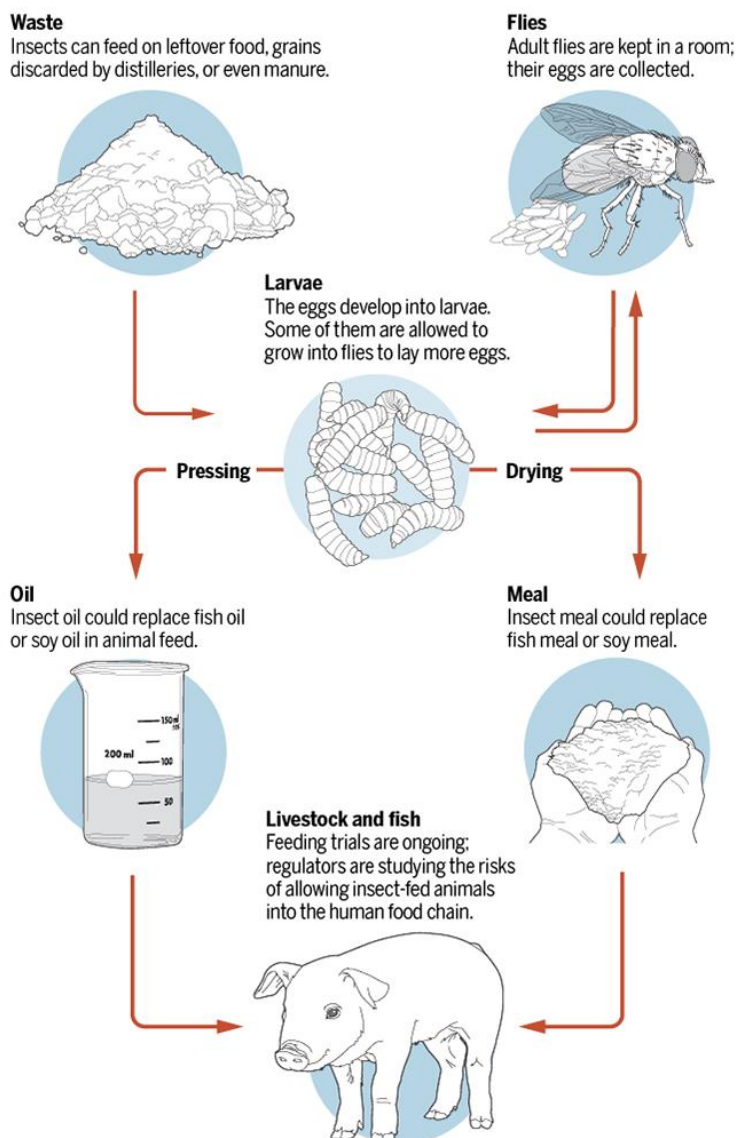 Waste
Insects can feed on leftover food, grains
discarded by distilleries, or even manure.
Flies
Adult flies are kept in a room;
their eggs are collected.
Larvae
The eggs develop into larvae.
Some of them are allowed to
grow into flies to lay more eggs.
Pressing
Drying
Oil
Insect oil could replace fish oil
or soy oil in animal feed.
Meal
Insect meal could replace
fish meal or soy meal.
150 ml
200 ml
100
50
Livestock and fish
Feeding trials are ongoing;
regulators are studying the risks
of allowing insect-fed animals
into the human food chain.